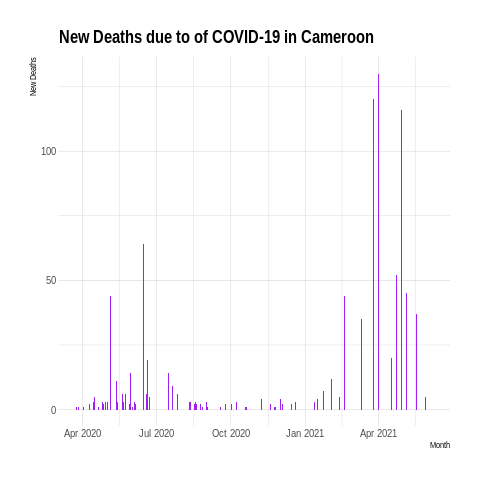 New Deaths due to of COVID-19 in Cameroon
New Deaths
100
50
0
Apr 2020 Jul 2020 Oct 2020 Jan 2021 Apr 2021
Month